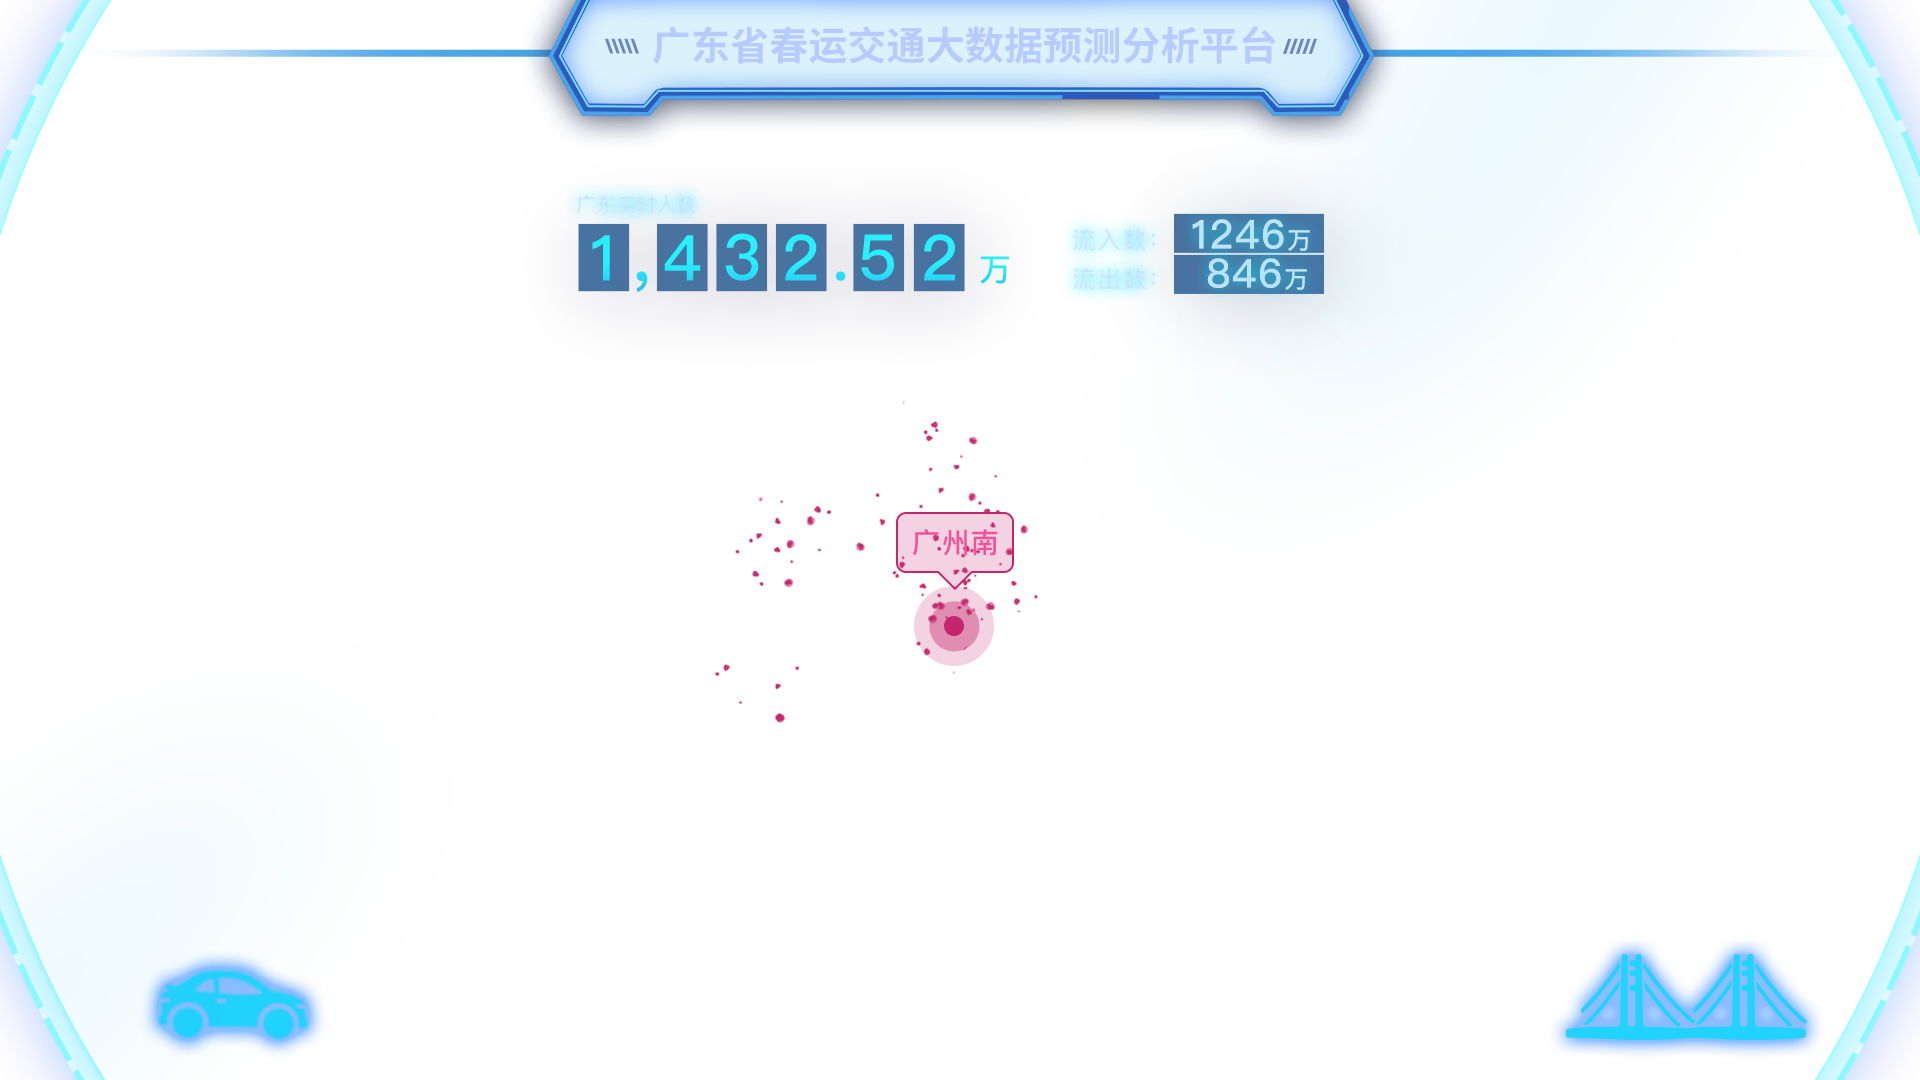 广东省春运交通大数据预测分析平台
广东实时人数
1,432.52 万
流入数： 1246万
流出数： 846万
广州南